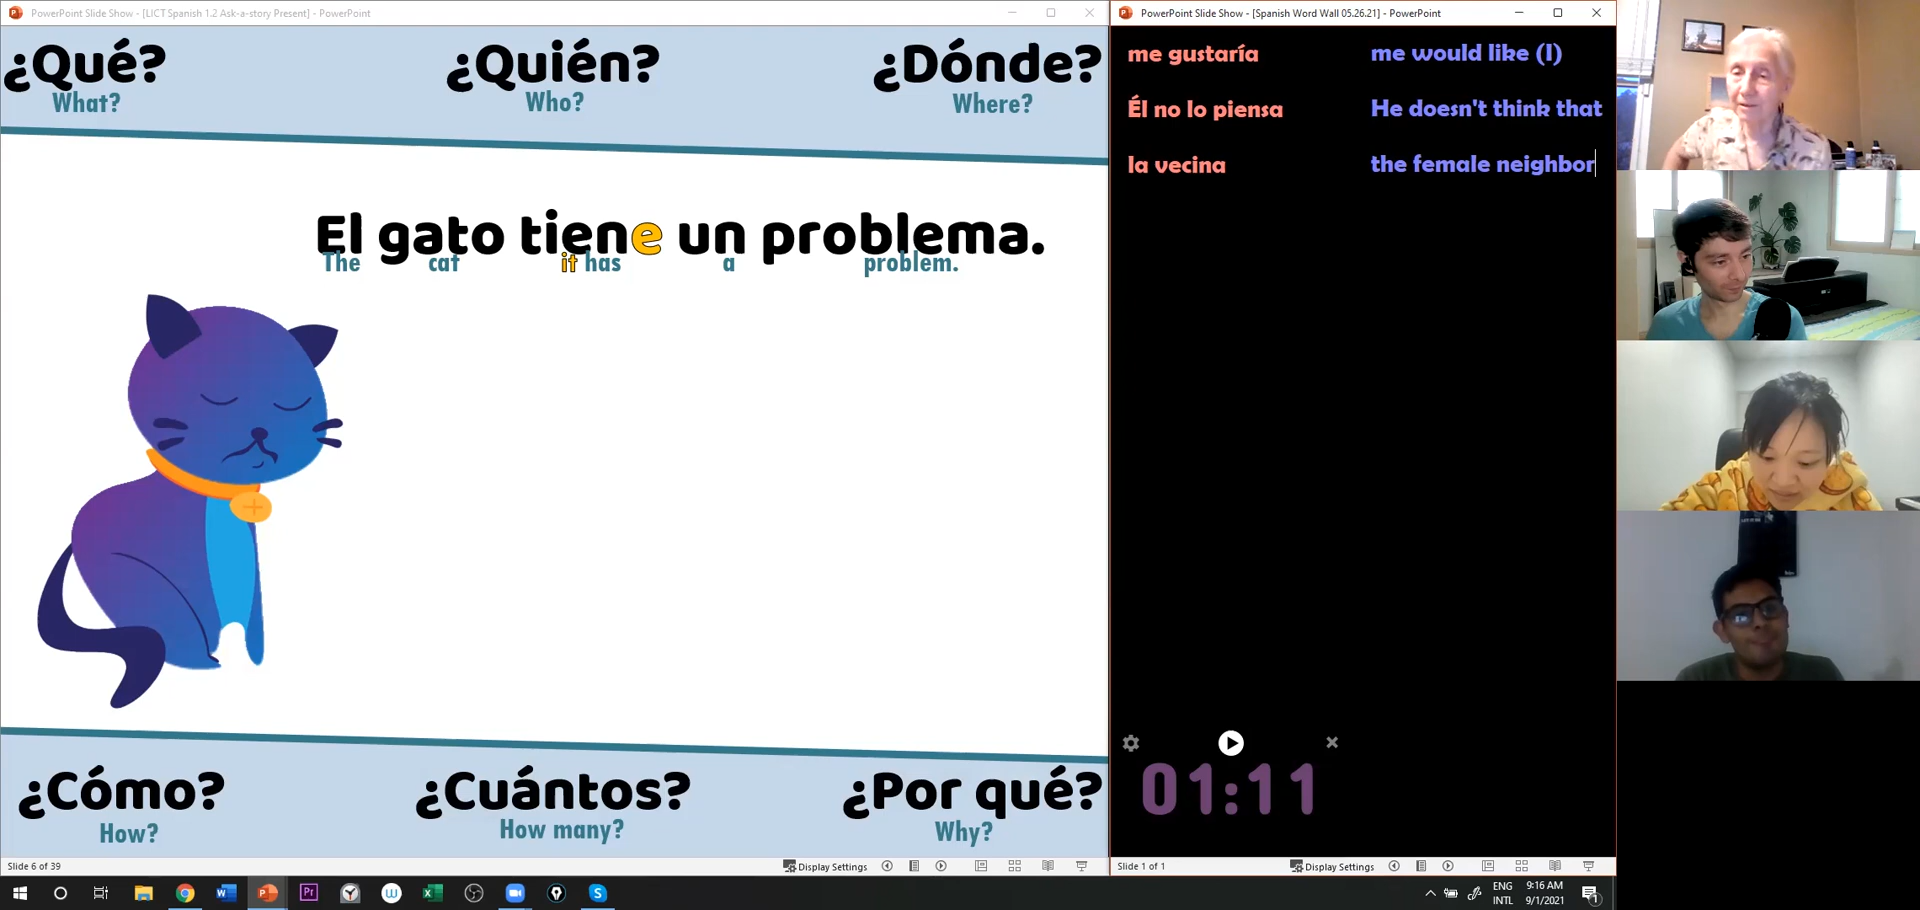 PowerPoint Slide Show - [LICT Spanish 1.2 Ask-a-story Present] - PowerPoint
¿Qué?
What?
¿Quién?
Who?
¿Dónde?
Where?
El gato tiene un problema.
The cat it has a problem.
¿Cómo?
How?
¿Cuántos?
How many?
¿Por qué?
Why?
Slide 6 of 39
Display Settings
PowerPoint Slide Show - [Spanish Word Wall 05.26.21] - PowerPoint
me gustaría me would like (I)
Él no lo piensa He doesn't think that
la vecina the female neighbor
01:11
Slide 1 of 1
Display Settings
ENG
INTL
9:16 AM
9/1/2021